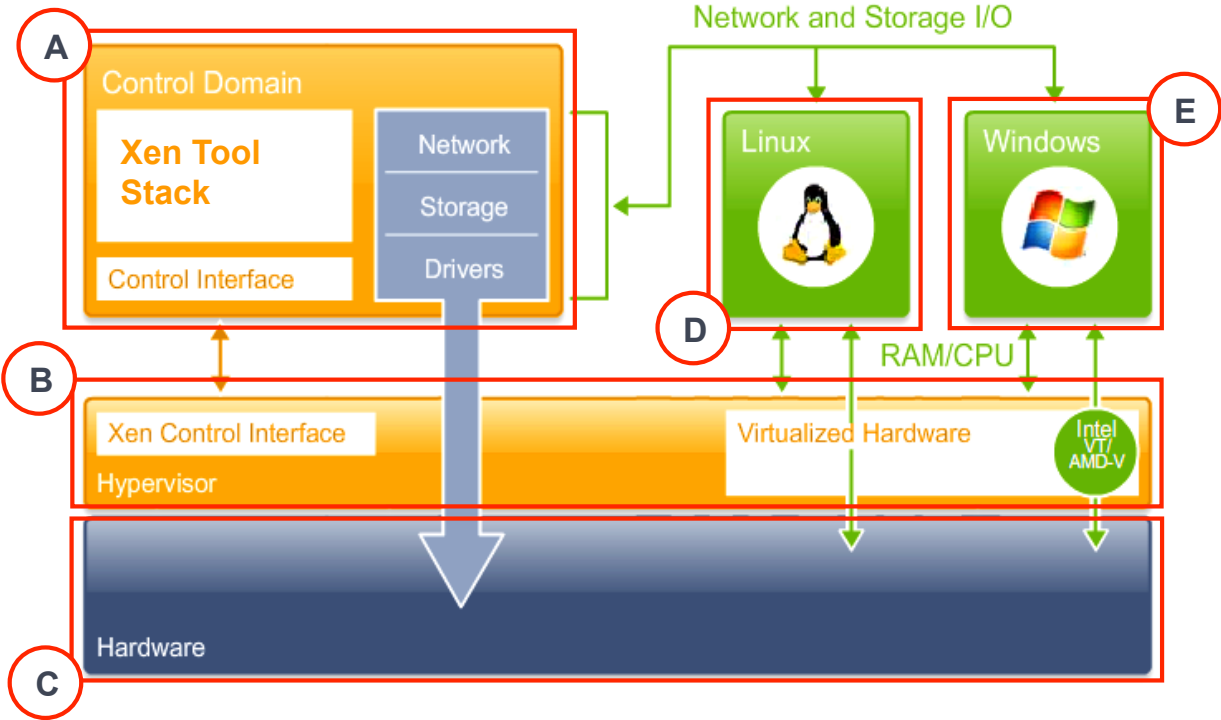 Network and Storage I/O
A
Control Domain
Xen Tool
Stack
Control Interface
Network
Storage
Drivers
Linux
D
Windows
E
RAM/CPU
B
Xen Control Interface
Hypervisor
Virtualized Hardware
Intel
VT/
AMD-V
Hardware
C